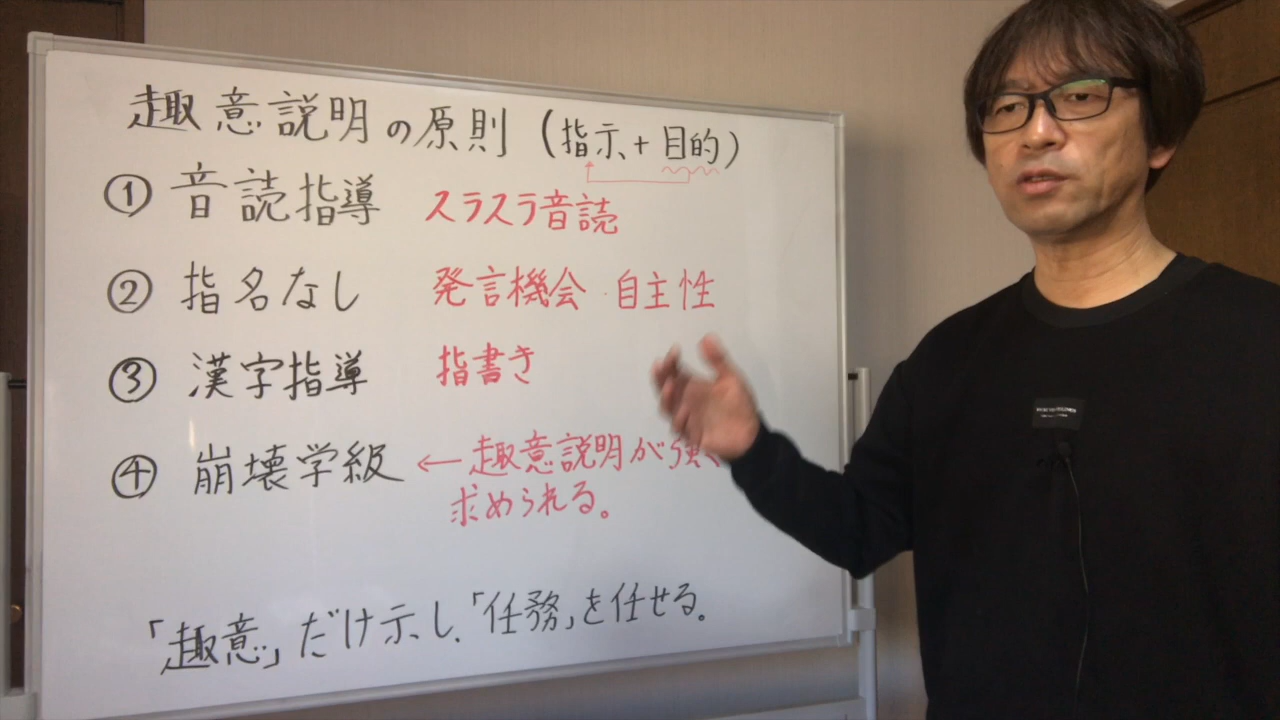 趣意説明の原則(指示+目的)
① 音読指導 スラスラ音読
② 指名なし 発言機会・自主性
③ 漢字指導 指書き
④ 崩壊学級 ←趣意説明が強
求められる。
「趣意」だけ示し、「任務」を任せる。